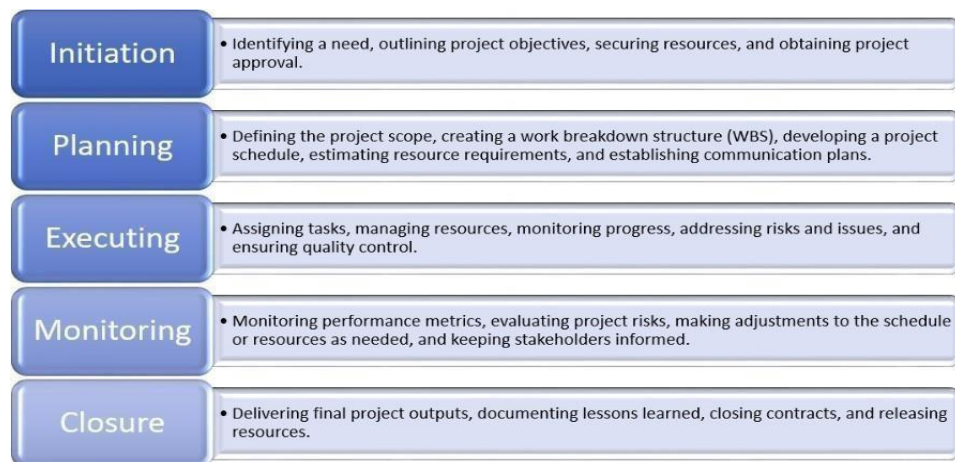 Initiation
• Identifying a need, outlining project objectives, securing resources, and obtaining project
approval.
Planning
• Defining the project scope, creating a work breakdown structure (WBS), developing a project
schedule, estimating resource requirements, and establishing communication plans.
Executing
• Assigning tasks, managing resources, monitoring progress, addressing risks and issues, and
ensuring quality control.
Monitoring
• Monitoring performance metrics, evaluating project risks, making adjustments to the schedule
or resources as needed, and keeping stakeholders informed.
Closure
• Delivering final project outputs, documenting lessons learned, closing contracts, and releasing
resources.